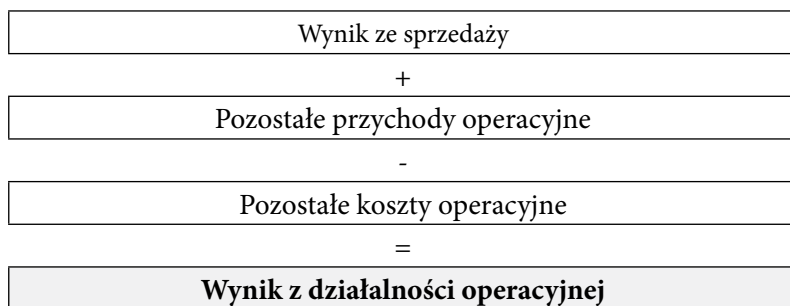 Wynik ze sprzedaży
+
Pozostałe przychody operacyjne
-
Pozostałe koszty operacyjne
=
Wynik z działalności operacyjnej